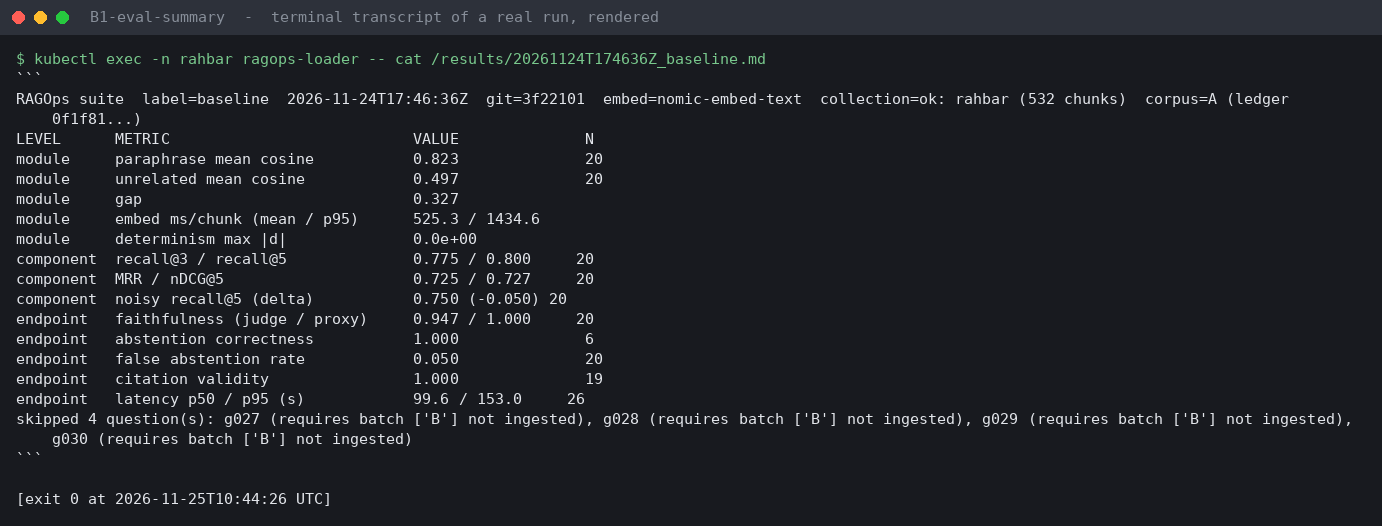 B1-eval-summary  -  terminal transcript of a real run, rendered
$ kubectl exec -n rahbar ragops-loader -- cat /results/20261124T174636Z_baseline.md
```
RAGOps suite  label=baseline  2026-11-24T17:46:36Z  git=3f22101  embed=nomic-embed-text  collection=ok: rahbar (532 chunks)  corpus=A (ledger
    0f1f81...)
LEVEL      METRIC                           VALUE              N
module     paraphrase mean cosine           0.823              20
module     unrelated mean cosine            0.497              20
module     gap                              0.327
module     embed ms/chunk (mean / p95)      525.3 / 1434.6
module     determinism max |d|              0.0e+00
component  recall@3 / recall@5              0.775 / 0.800     20
component  MRR / nDCG@5                     0.725 / 0.727     20
component  noisy recall@5 (delta)           0.750 (-0.050) 20
endpoint   faithfulness (judge / proxy)     0.947 / 1.000     20
endpoint   abstention correctness           1.000              6
endpoint   false abstention rate            0.050              20
endpoint   citation validity                1.000              19
endpoint   latency p50 / p95 (s)            99.6 / 153.0     26
skipped 4 question(s): g027 (requires batch ['B'] not ingested), g028 (requires batch ['B'] not ingested), g029 (requires batch ['B'] not ingested),
    g030 (requires batch ['B'] not ingested)
```
[exit 0 at 2026-11-25T10:44:26 UTC]